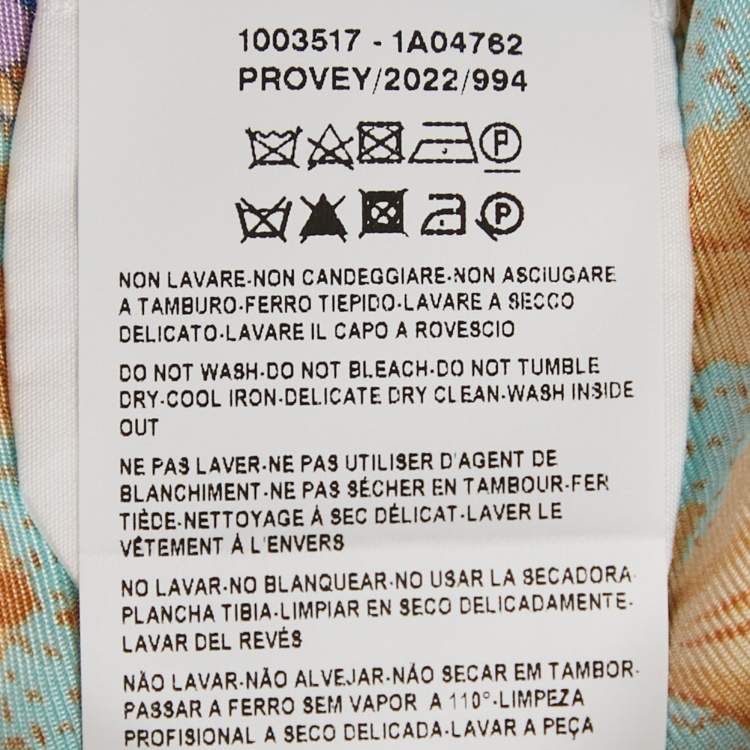 1003517 - 1A04762
PROVEY/2022/994
P
P
NON LAVARE-NON CANDEGGIARE-NON ASCIUGARE
A TAMBURO-FERRO TIEPIDO-LAVARE A SECCO
DELICATO-LAVARE IL CAPO A ROVESCIO
DO NOT WASH-DO NOT BLEACH-DO NOT TUMBLE
DRY-COOL IRON-DELICATE DRY CLEAN-WASH INSIDE
OUT
NE PAS LAVER-NE PAS UTILISER D'AGENT DE
BLANCHIMENT-NE PAS SÉCHER EN TAMBOUR-FER
TIÈDE-NETTOYAGE À SEC DÉLICAT-LAVER LE
VÊTEMENT À L'ENVERS
NO LAVAR-NO BLANQUEAR-NO USAR LA SECADORA-
PLANCHA TIBIA-LIMPIAR EN SECO DELICADAMENTE-
LAVAR DEL REVÉS
NÃO LAVAR-NÃO ALVEJAR-NÃO SECAR EM TAMBOR-
PASSAR A FERRO SEM VAPOR A 110°-LIMPEZA
PROFISIONAL A SECO DELICADA-LAVAR A PEÇA